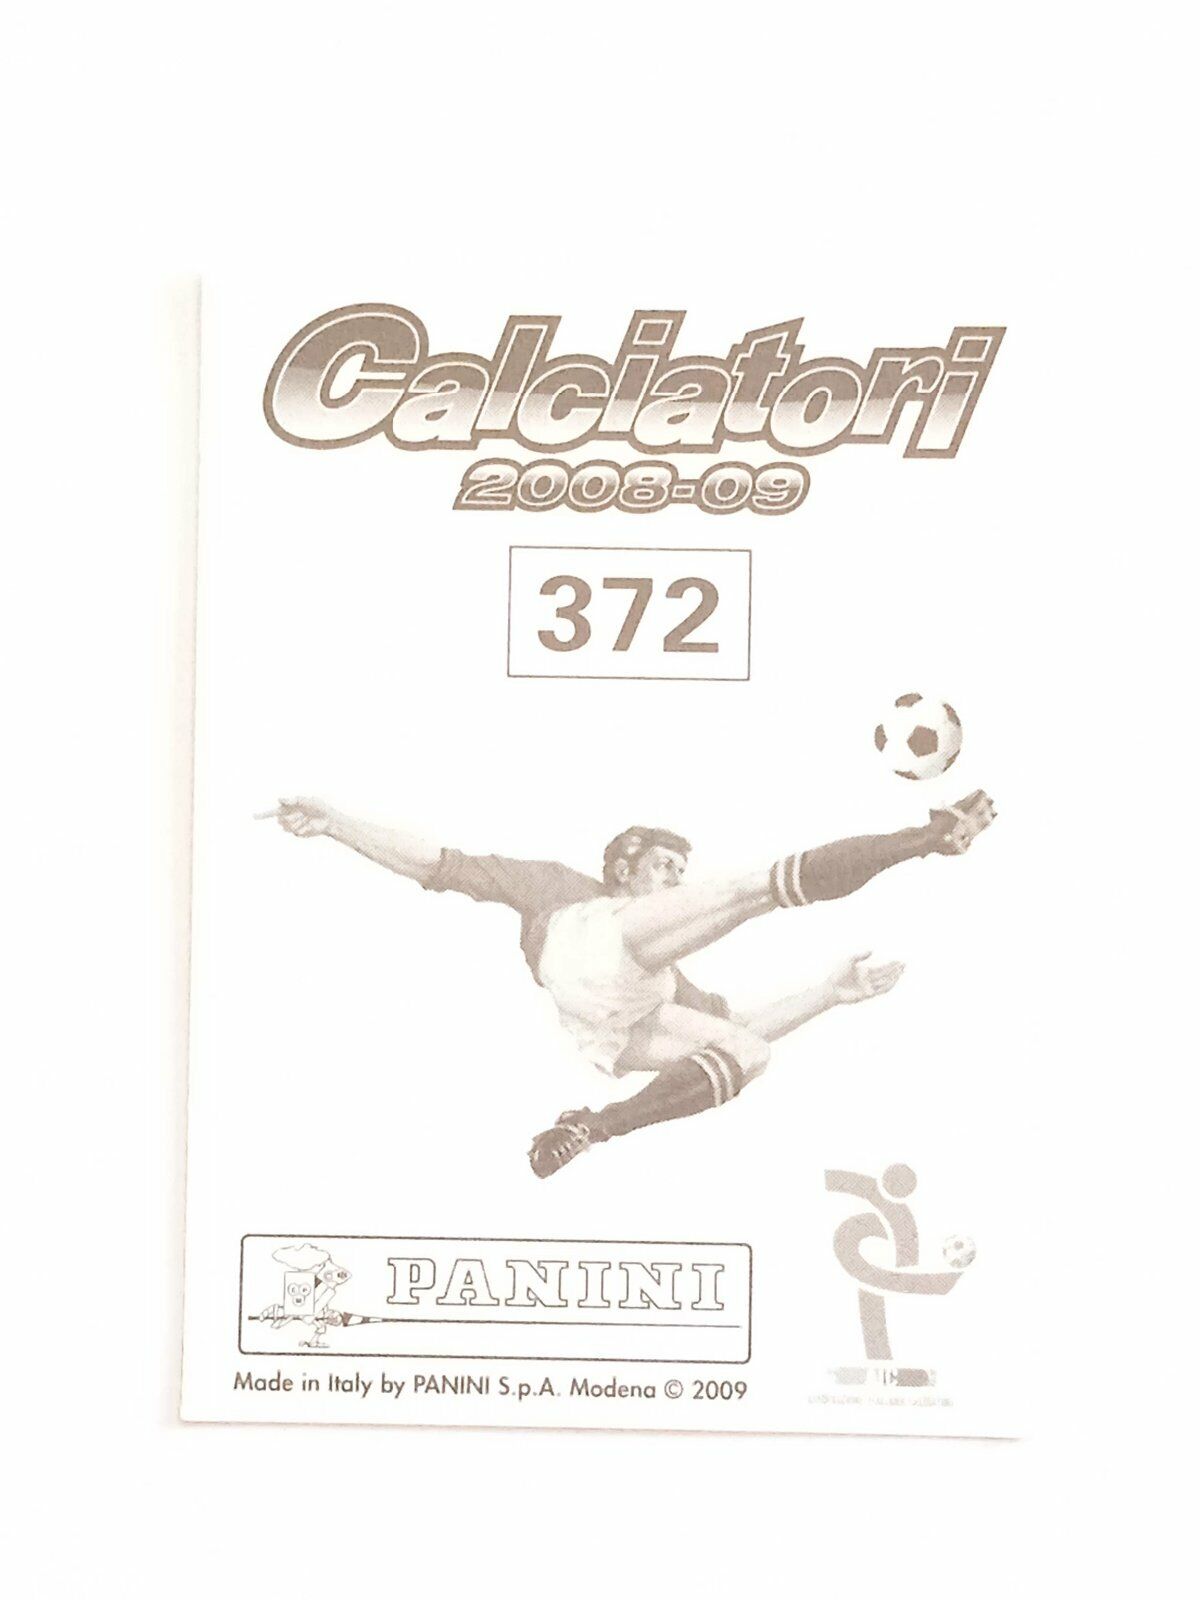 Calciatori
2008-09
372
PANINI
Made in Italy by PANINI S.p.A. Modena © 2009